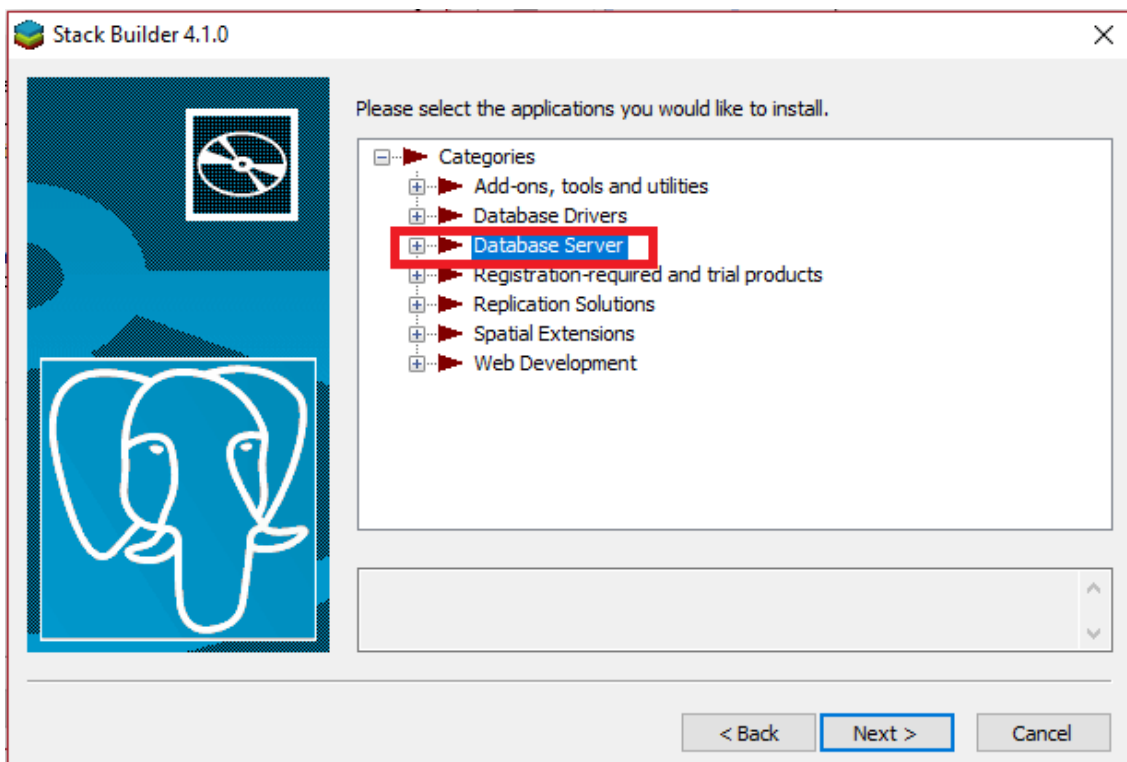 Stack Builder 4.1.0
Please select the applications you would like to install.
Categories
Add-ons, tools and utilities
Database Drivers
Database Server
Registration-required and trial products
Replication Solutions
Spatial Extensions
Web Development
< Back Next > Cancel